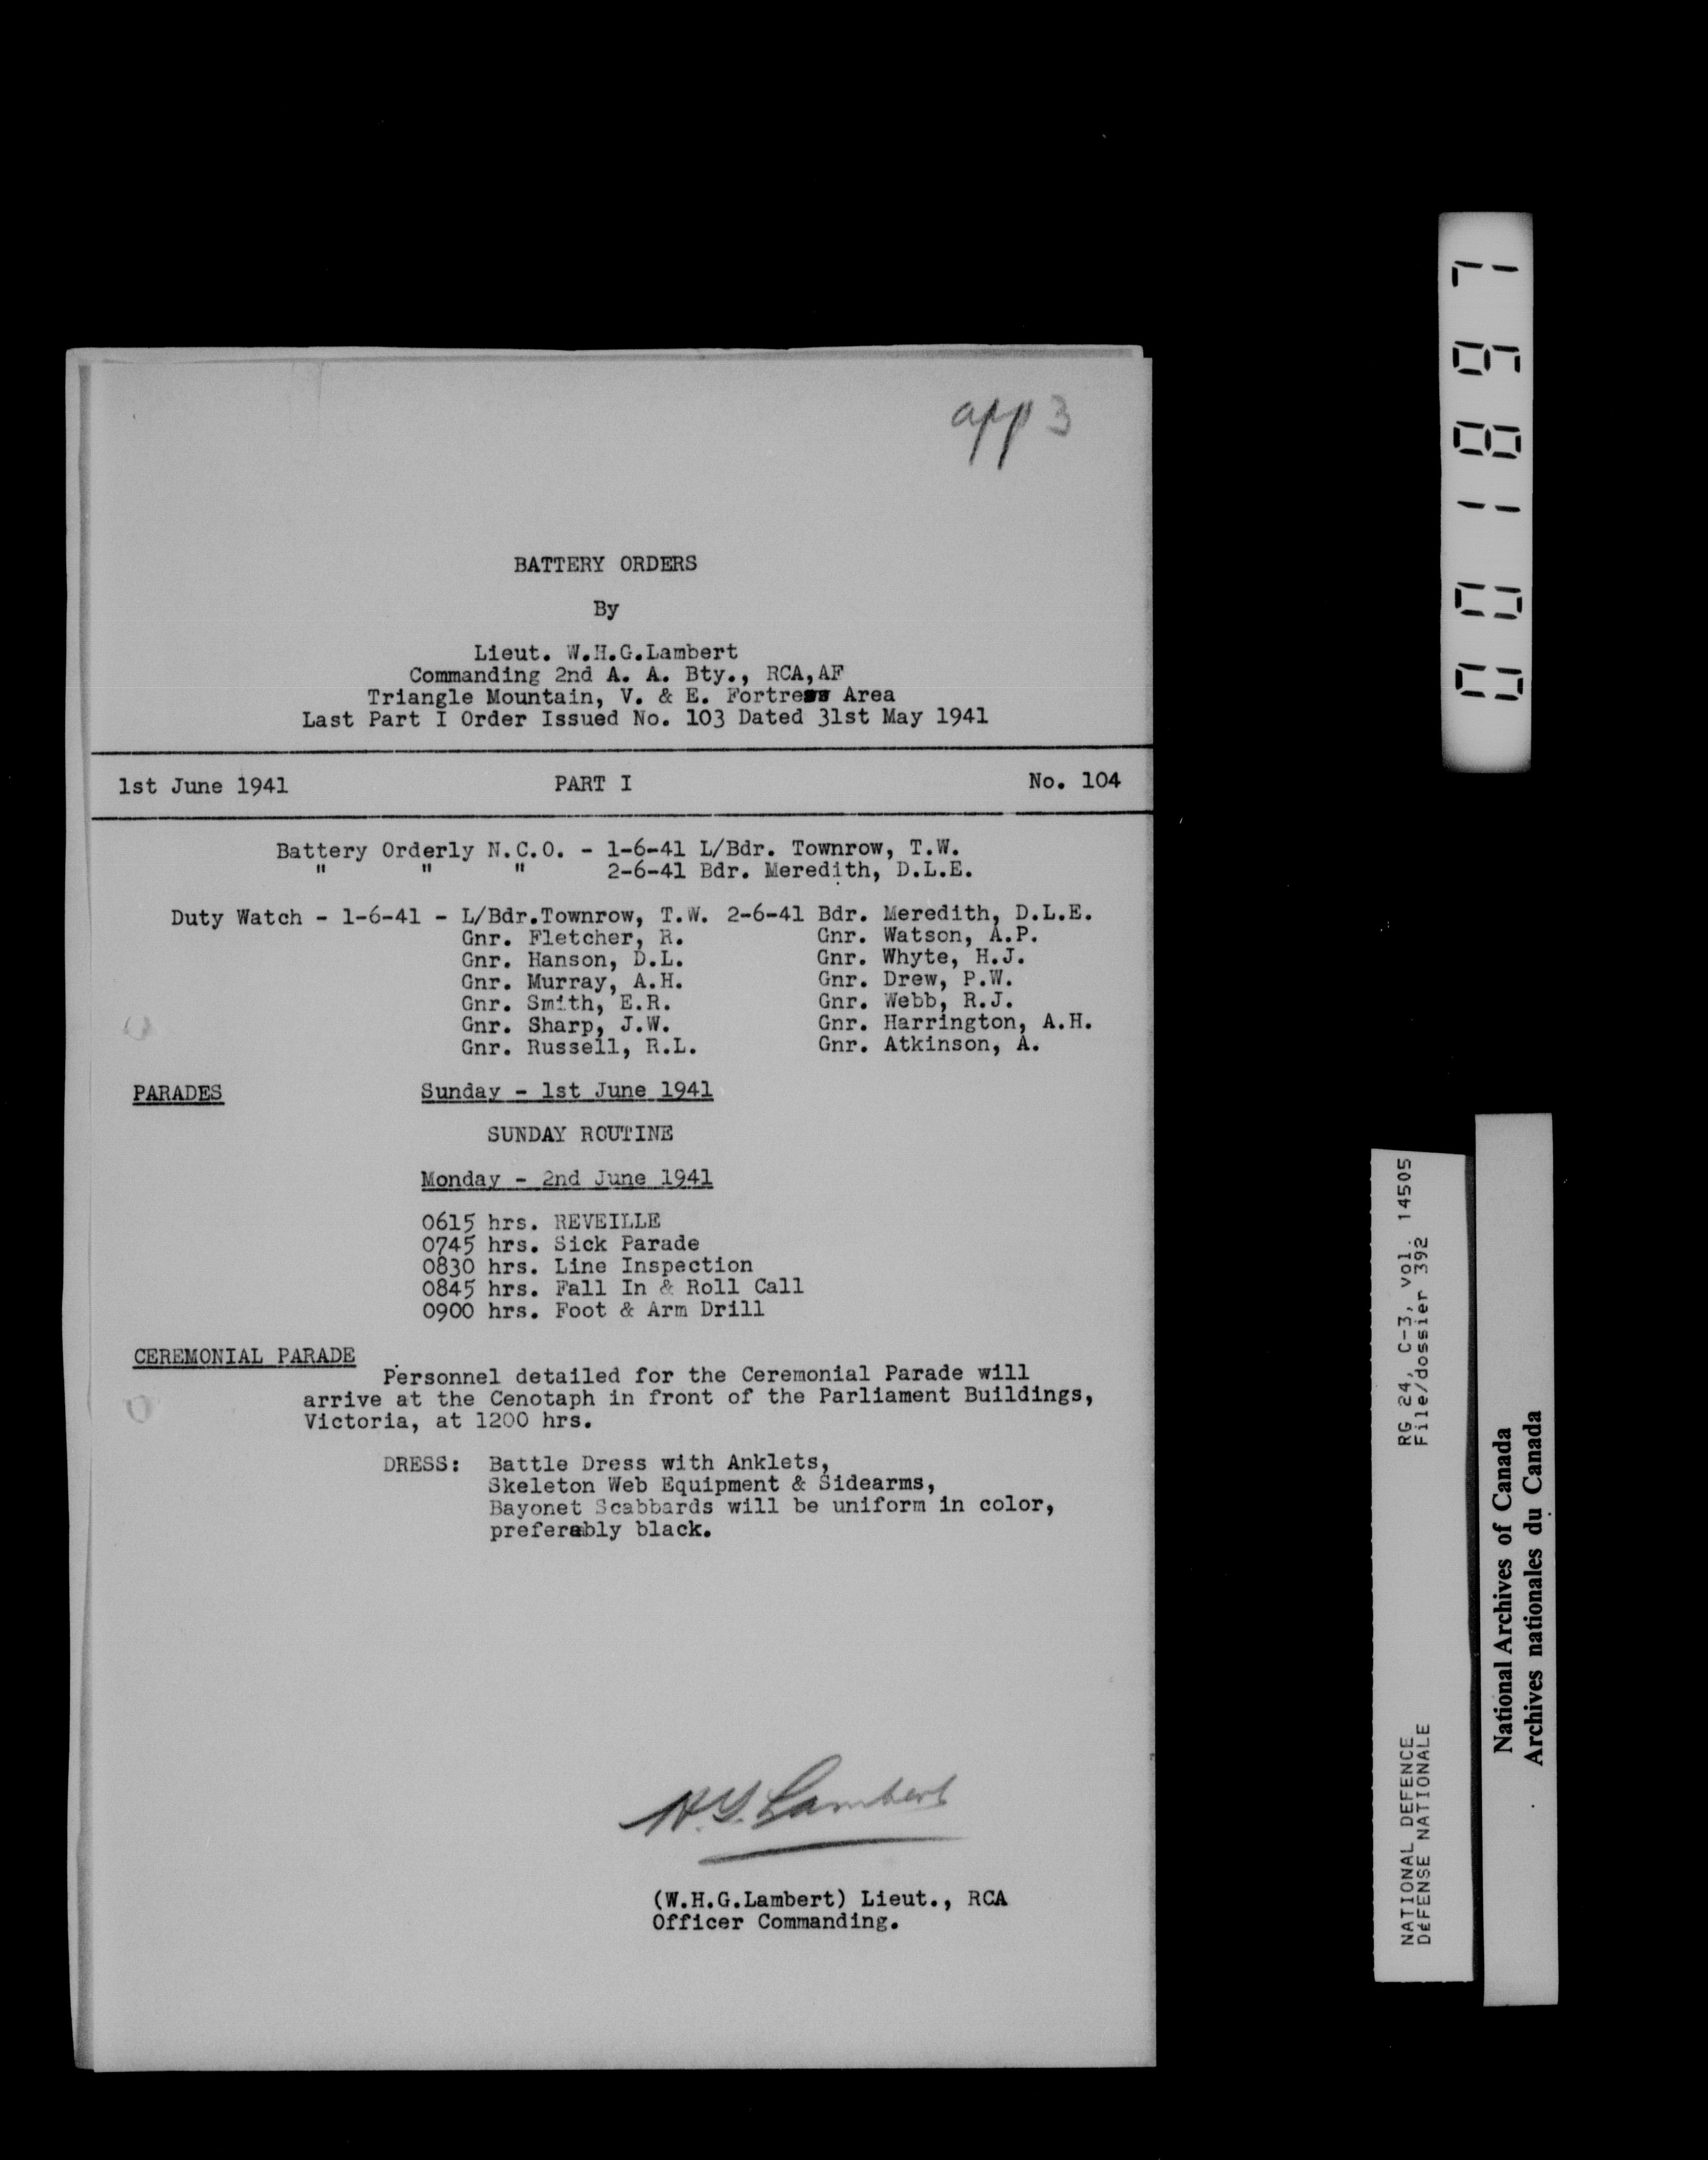 app 3
BATTERY ORDERS
By
Lieut. W.H.G.Lambert
Commanding 2nd A. A. Bty., RCA,AF
Triangle Mountain, V. & E. Fortress Area
Last Part I Order Issued No. 103 Dated 31st May 1941
1st June 1941 PART I No. 104
Battery Orderly N.C.O. - 1-6-41 L/Bdr. Townrow, T.W.
" " " 2-6-41 Bdr. Meredith, D.L.E.
Duty Watch - 1-6-41 - L/Bdr.Townrow, T.W. 2-6-41 Bdr. Meredith, D.L.E.
Gnr. Fletcher, R. Gnr. Watson, A.P.
Gnr. Hanson, D.L. Gnr. Whyte, H.J.
Gnr. Murray, A.H. Gnr. Drew, P.W.
Gnr. Smith, E.R. Gnr. Webb, R.J.
Gnr. Sharp, J.W. Gnr. Harrington, A.H.
Gnr. Russell, R.L. Gnr. Atkinson, A.
PARADES Sunday - 1st June 1941
SUNDAY ROUTINE
Monday - 2nd June 1941
0615 hrs. REVEILLE
0745 hrs. Sick Parade
0830 hrs. Line Inspection
0845 hrs. Fall In & Roll Call
0900 hrs. Foot & Arm Drill
CEREMONIAL PARADE
Personnel detailed for the Ceremonial Parade will
arrive at the Cenotaph in front of the Parliament Buildings,
Victoria, at 1200 hrs.
DRESS: Battle Dress with Anklets,
Skeleton Web Equipment & Sidearms,
Bayonet Scabbards will be uniform in color,
preferably black.
H.G. Lambert
(W.H.G.Lambert) Lieut., RCA
Officer Commanding.
001897
NATIONAL DEFENCE RG 24, C-3, vol. 14505
DéFENSE NATIONALE File/dossier 392
National Archives of Canada
Archives nationales du Canada